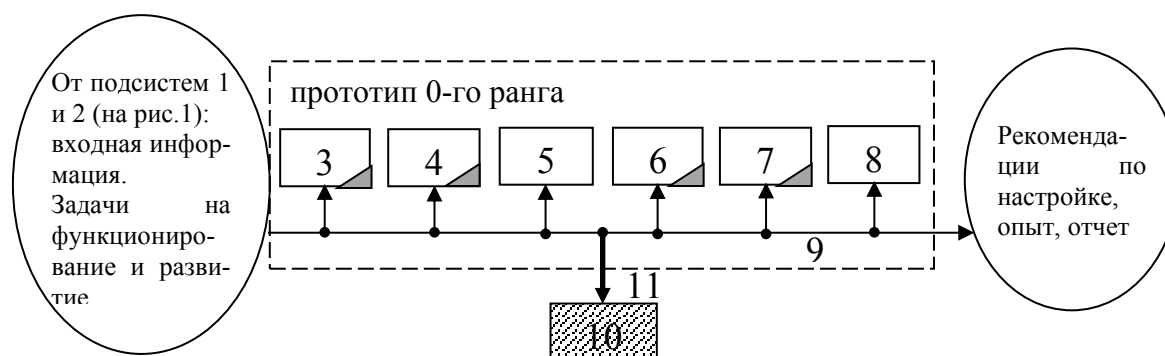 От подсистем 1
и 2 (на рис.1):
входная инфор-
мация.
Задачи на
функциониро-
вание и разви-
тие
прототип 0-го ранга
3 4 5 6 7 8
9
11
10
Рекоменда-
ции по
настройке,
опыт, отчет